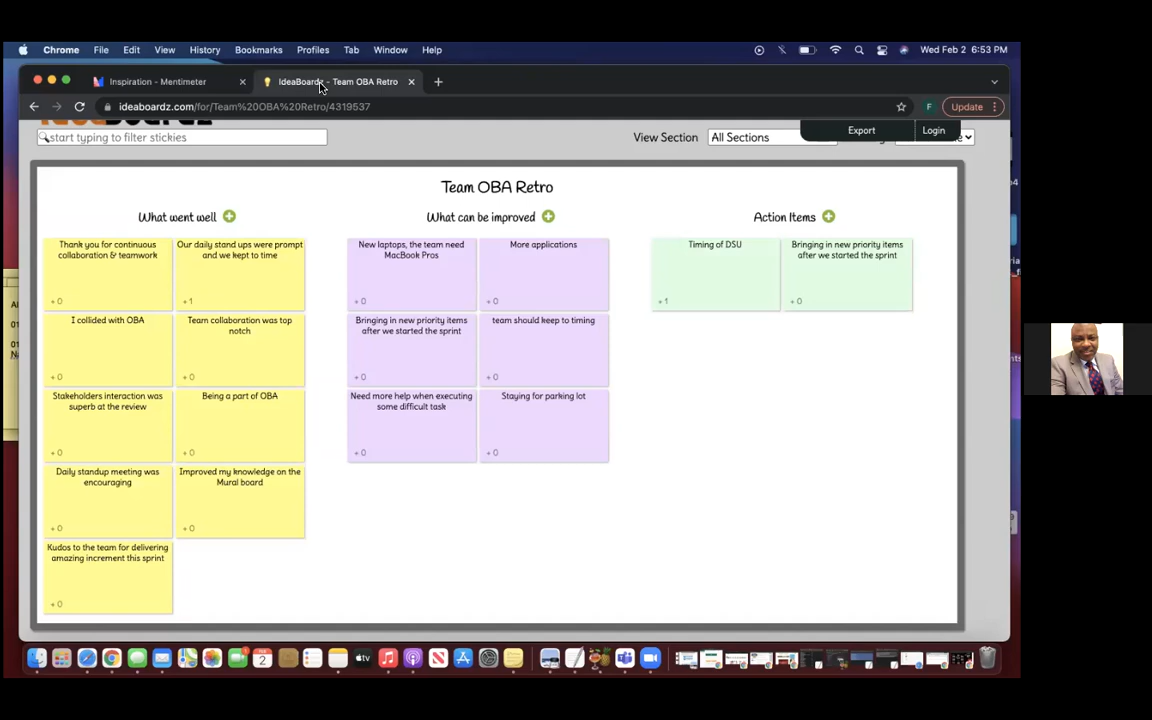 Chrome File Edit View History Bookmarks Profiles Tab Window Help
Wed Feb 2 6:53 PM
Inspiration - Mentimeter
IdeaBoardz - Team OBA Retro
ideaboardz.com/for/Team%20OBA%20Retro/4319537
F
Update
start typing to filter stickies
View Section
All Sections
Export
Login
Team OBA Retro
What went well
What can be improved
Action Items
Thank you for continuous
collaboration & teamwork
+0
Our daily stand ups were prompt
and we kept to time
+1
I collided with OBA
+0
Team collaboration was top
notch
+0
Stakeholders interaction was
superb at the review
+0
Being a part of OBA
+0
Daily standup meeting was
encouraging
+0
Improved my knowledge on the
Mural board
+0
Kudos to the team for delivering
amazing increment this sprint
+0
New laptops, the team need
MacBook Pros
+0
More applications
+0
Bringing in new priority items
after we started the sprint
+0
team should keep to timing
+0
Need more help when executing
some difficult task
+0
Staying for parking lot
+0
Timing of DSU
+1
Bringing in new priority items
after we started the sprint
+0
FEB
2
tv